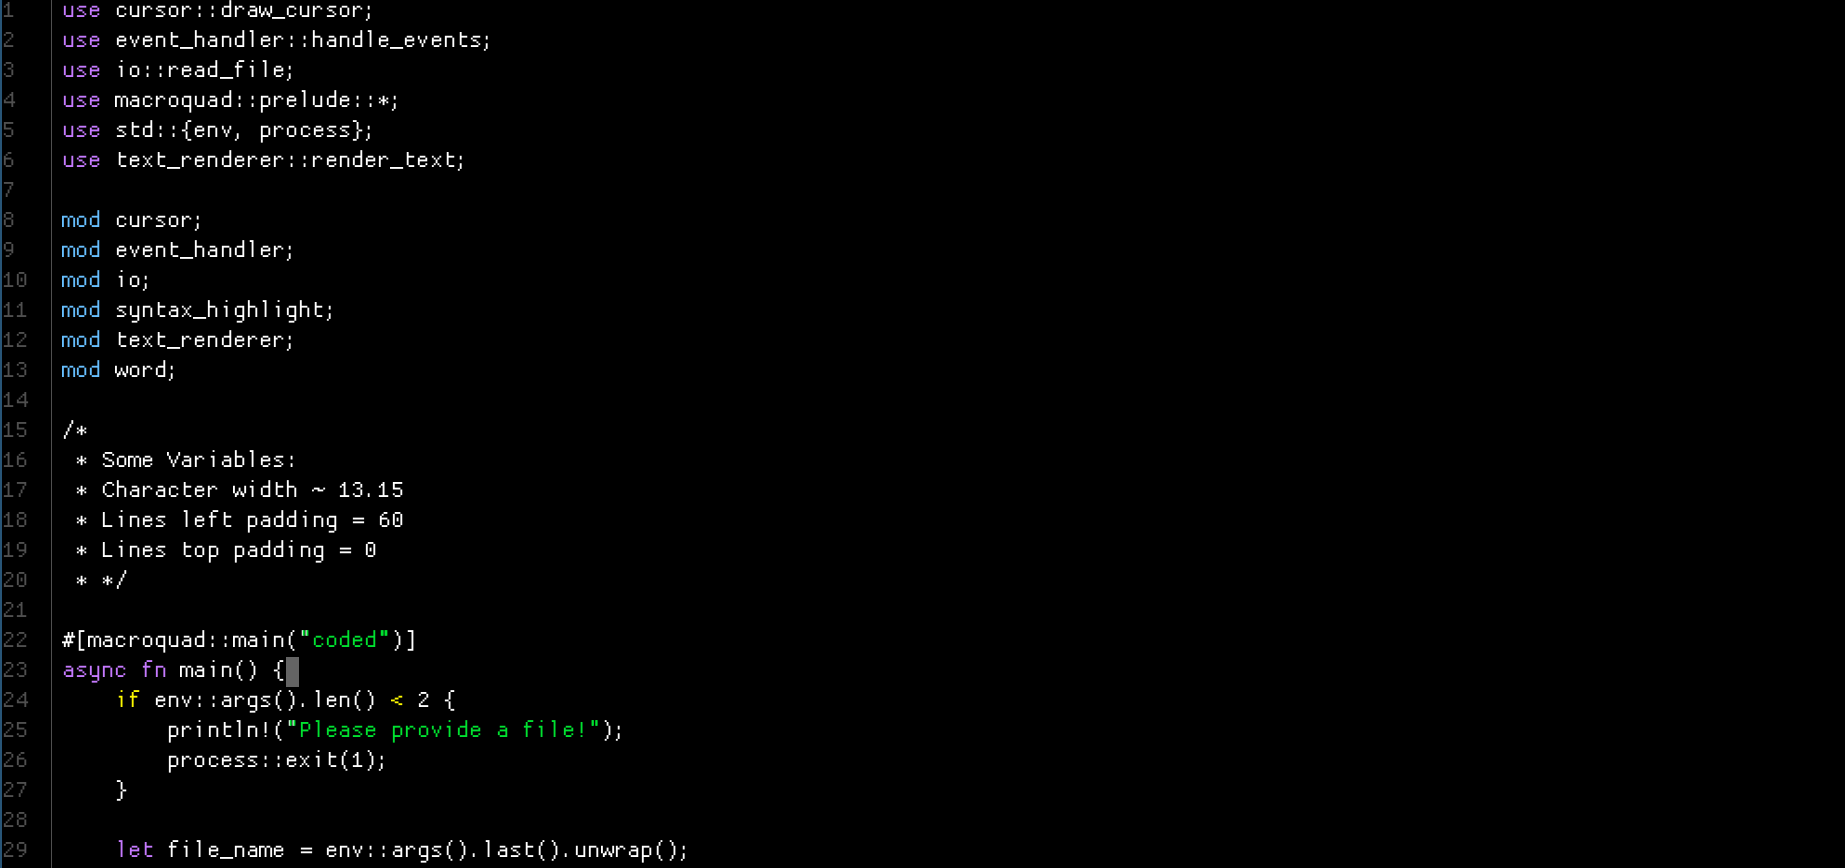 1 use cursor::draw_cursor;
2 use event_handler::handle_events;
3 use io::read_file;
4 use macroquad::prelude::*;
5 use std::{env, process};
6 use text_renderer::render_text;
7
8 mod cursor;
9 mod event_handler;
10 mod io;
11 mod syntax_highlight;
12 mod text_renderer;
13 mod word;
14
15 /*
16  * Some Variables:
17  * Character width ~ 13.15
18  * Lines left padding = 60
19  * Lines top padding = 0
20  * */
21
22 #[macroquad::main("coded")]
23 async fn main() {
24     if env::args().len() < 2 {
25         println!("Please provide a file!");
26         process::exit(1);
27     }
28
29     let file_name = env::args().last().unwrap();